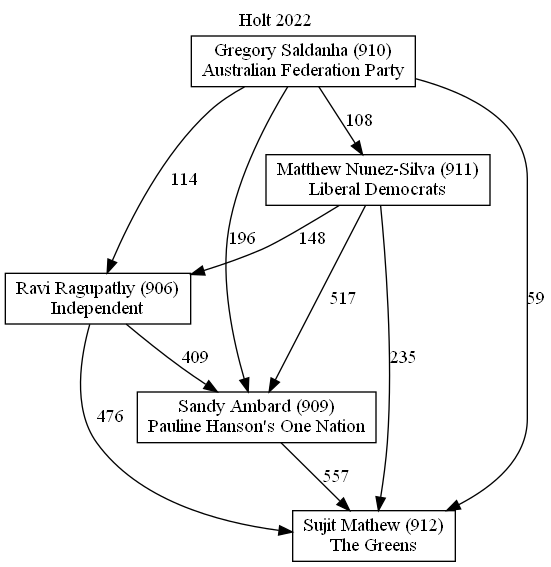 Holt 2022
Gregory Saldanha (910)
Australian Federation Party
108
Matthew Nunez-Silva (911)
Liberal Democrats
114
196
148
Ravi Ragupathy (906)
Independent
517
59
409
235
Sandy Ambard (909)
Pauline Hanson's One Nation
476
557
Sujit Mathew (912)
The Greens